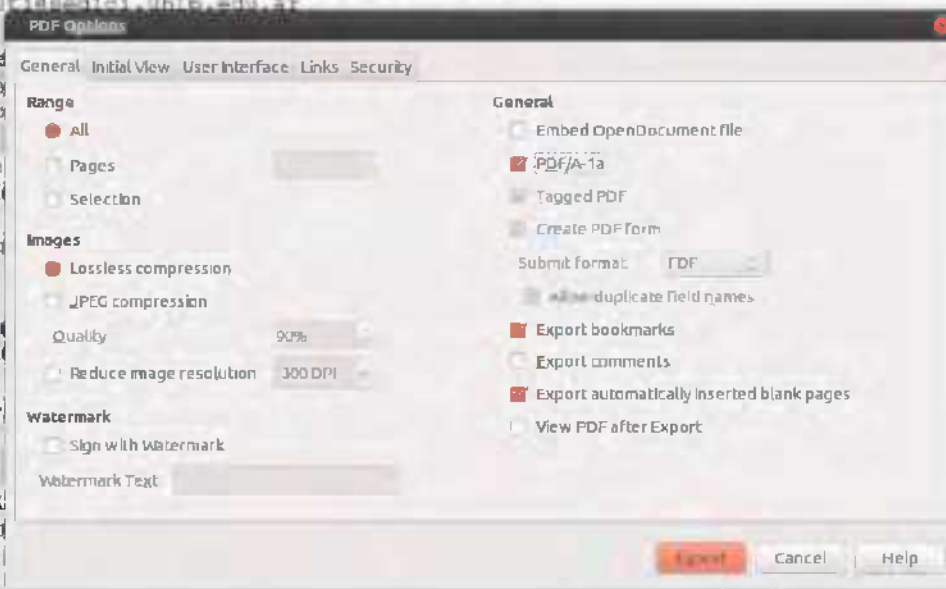 PDF Options
General Initial View User Interface Links Security
Range
All
Pages
Selection
Images
Lossless compression
JPEG compression
Quality 90%
Reduce image resolution 300 DPI
Watermark
Sign with Watermark
Watermark Text
General
Embed OpenDocument file
PDF/A-1a
Tagged PDF
Create PDF form
Submit format FDF
Allow duplicate field names
Export bookmarks
Export comments
Export automatically inserted blank pages
View PDF after Export
Export Cancel Help